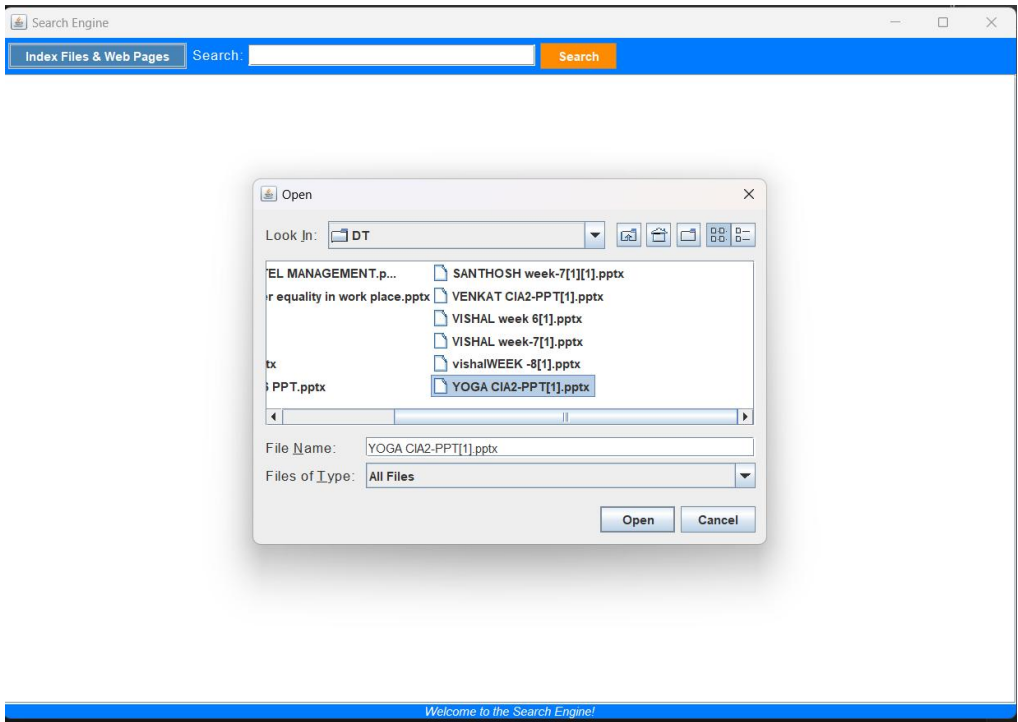 Search Engine
Index Files & Web Pages Search: Search
Open
Look In: DT
TEL MANAGEMENT.p... SANTHOSH week-7[1][1].pptx
r equality in work place.pptx VENKAT CIA2-PPT[1].pptx
VISHAL week 6[1].pptx
VISHAL week-7[1].pptx
tx vishalWEEK -8[1].pptx
PPT.pptx YOGA CIA2-PPT[1].pptx
File Name: YOGA CIA2-PPT[1].pptx
Files of Type: All Files
Open Cancel
Welcome to the Search Engine!